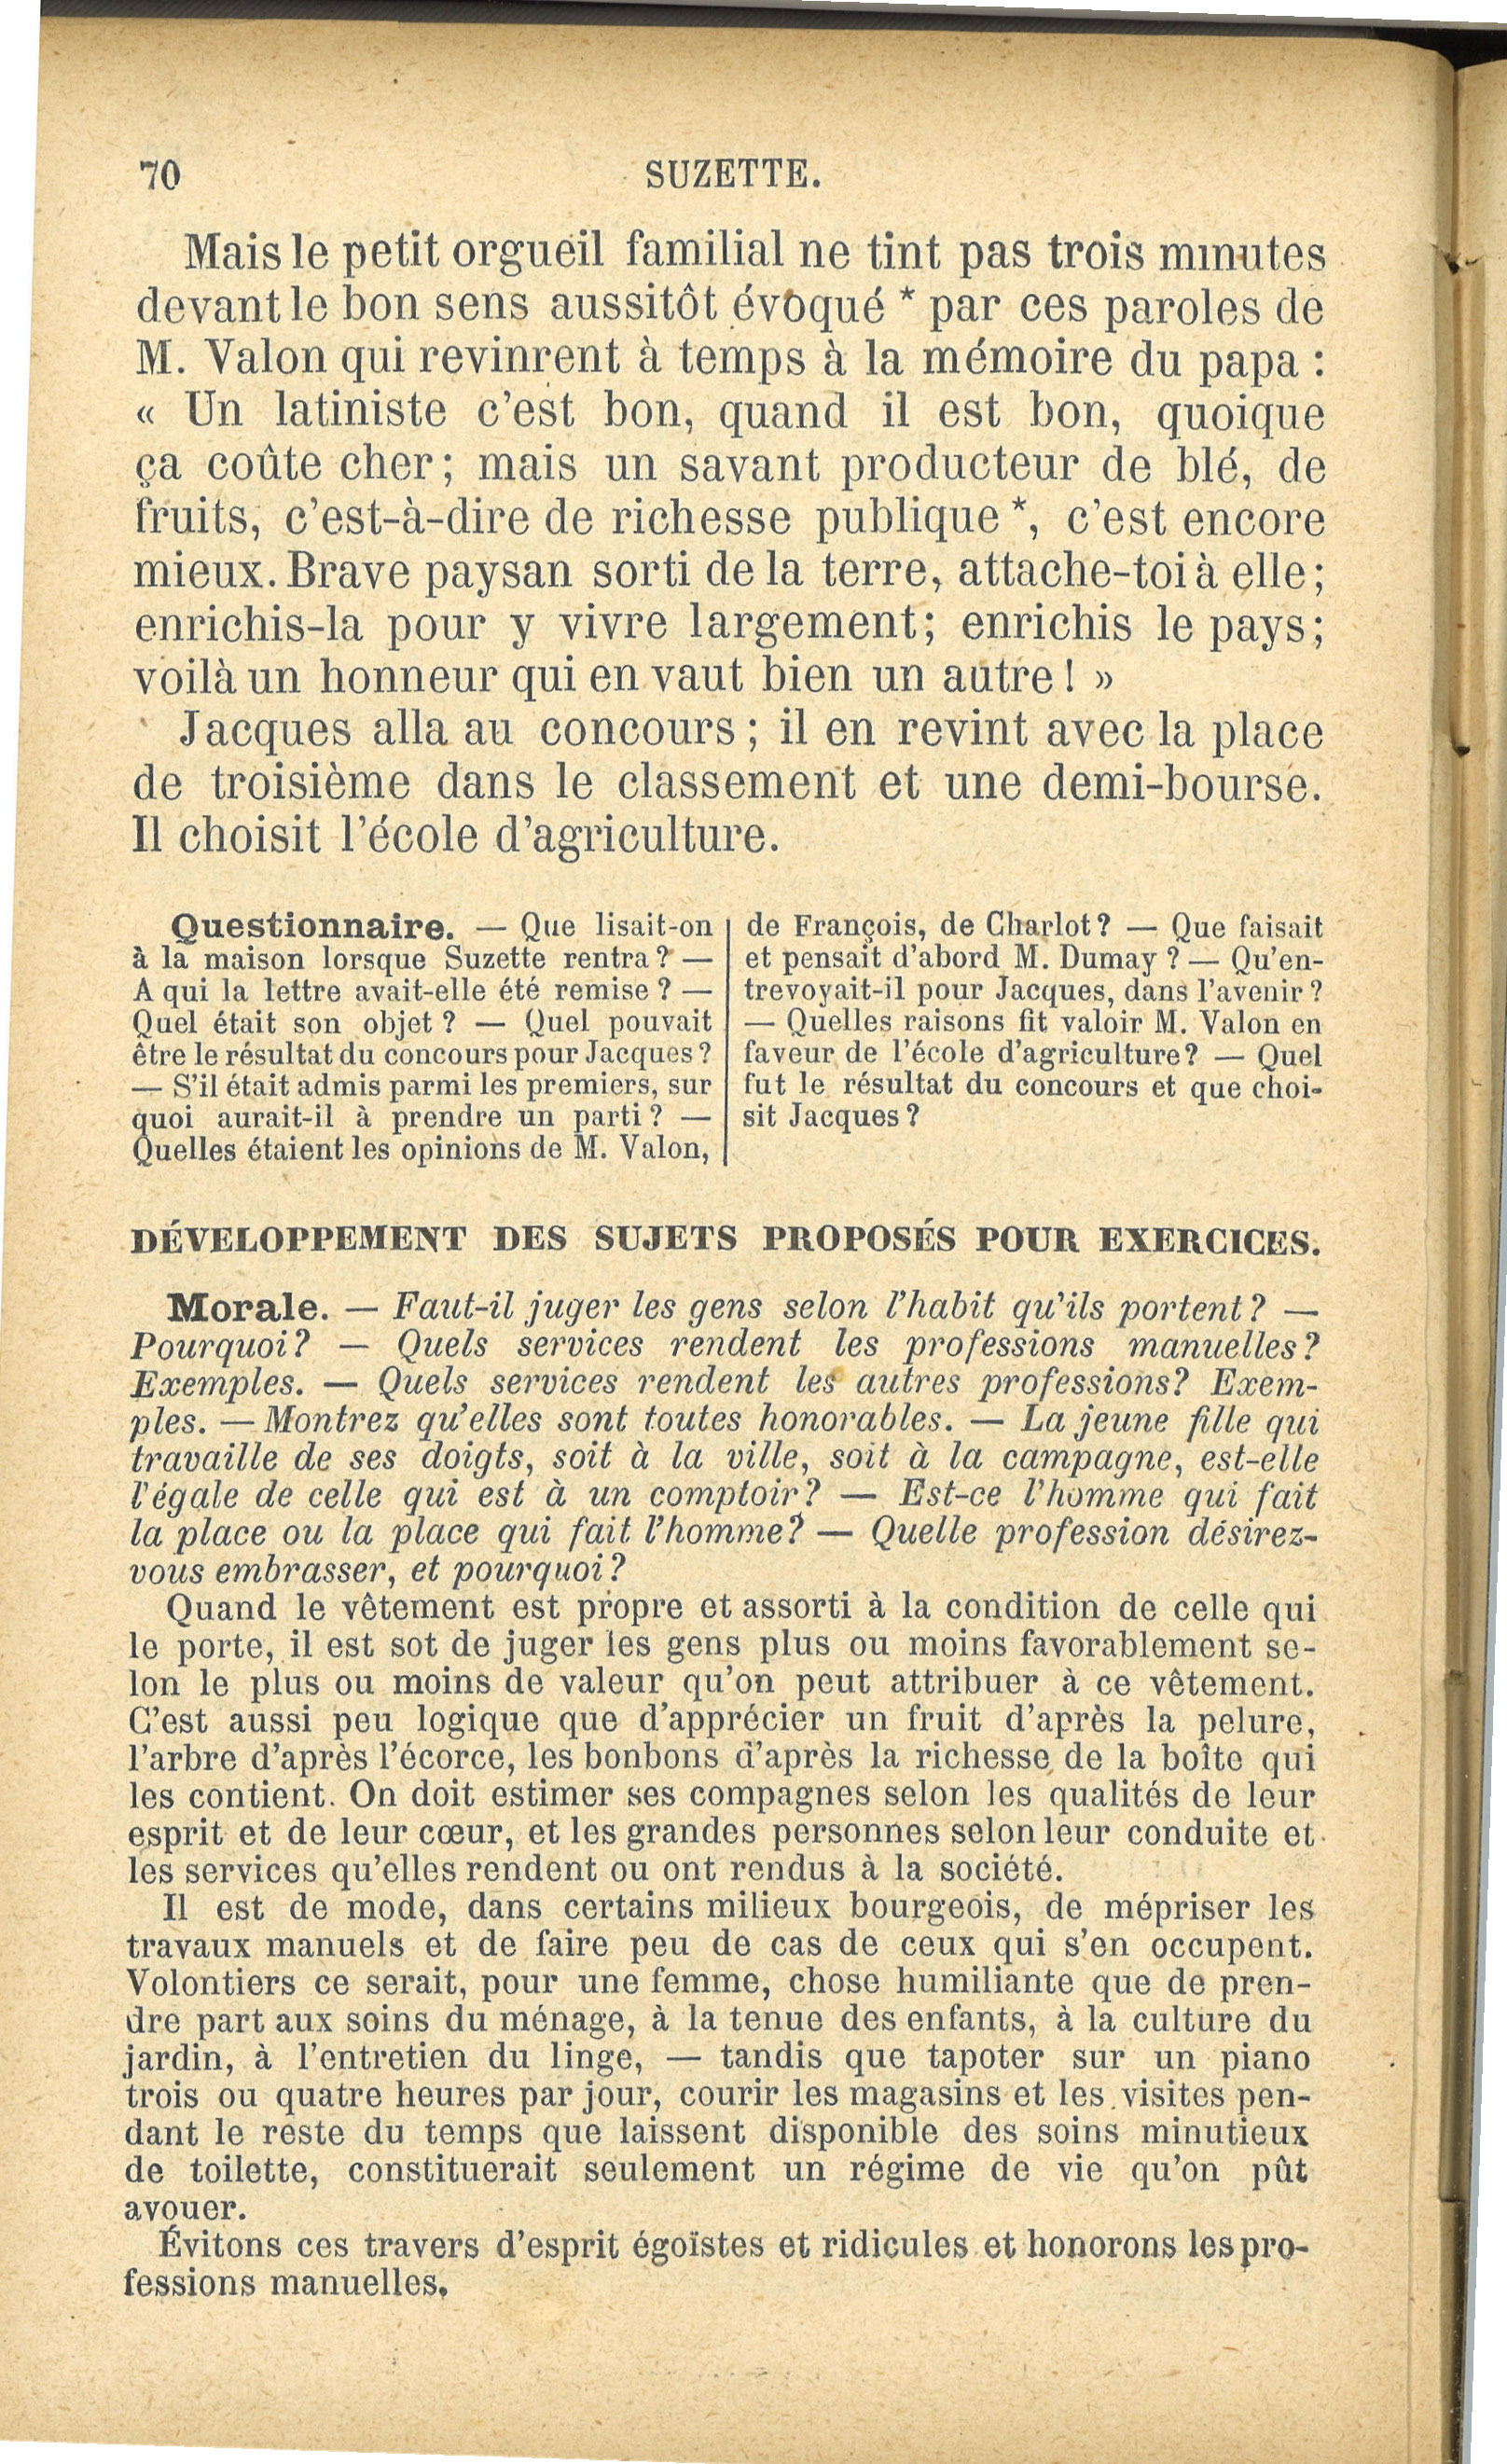 70
SUZETTE.
Mais le petit orgueil familial ne tint pas trois minutes
devant le bon sens aussitôt évoqué * par ces paroles de
M. Valon qui revinrent à temps à la mémoire du papa :
« Un latiniste c'est bon, quand il est bon, quoique
ça coûte cher; mais un savant producteur de blé, de
fruits, c'est-à-dire de richesse publique *, c'est encore
mieux. Brave paysan sorti de la terre, attache-toi à elle;
enrichis-la pour y vivre largement; enrichis le pays;
voilà un honneur qui en vaut bien un autre! »
Jacques alla au concours; il en revint avec la place
de troisième dans le classement et une demi-bourse.
Il choisit l'école d'agriculture.
Questionnaire. — Que lisait-on
à la maison lorsque Suzette rentra? —
A qui la lettre avait-elle été remise? —
Quel était son objet? — Quel pouvait
être le résultat du concours pour Jacques?
— S'il était admis parmi les premiers, sur
quoi aurait-il à prendre un parti? —
Quelles étaient les opinions de M. Valon,
de François, de Charlot? — Que faisait
et pensait d'abord M. Dumay? — Qu'en-
trevoyait-il pour Jacques, dans l'avenir?
— Quelles raisons fit valoir M. Valon en
faveur de l'école d'agriculture? — Quel
fut le résultat du concours et que choi-
sit Jacques?
DÉVELOPPEMENT DES SUJETS PROPOSÉS POUR EXERCICES.
Morale. — Faut-il juger les gens selon l'habit qu'ils portent? —
Pourquoi? — Quels services rendent les professions manuelles?
Exemples. — Quels services rendent les autres professions? Exem-
ples. — Montrez qu'elles sont toutes honorables. — La jeune fille qui
travaille de ses doigts, soit à la ville, soit à la campagne, est-elle
l'égale de celle qui est à un comptoir? — Est-ce l'homme qui fait
la place ou la place qui fait l'homme? — Quelle profession désirez-
vous embrasser, et pourquoi?
Quand le vêtement est propre et assorti à la condition de celle qui
le porte, il est sot de juger les gens plus ou moins favorablement se-
lon le plus ou moins de valeur qu'on peut attribuer à ce vêtement.
C'est aussi peu logique que d'apprécier un fruit d'après la pelure,
l'arbre d'après l'écorce, les bonbons d'après la richesse de la boîte qui
les contient. On doit estimer ses compagnes selon les qualités de leur
esprit et de leur cœur, et les grandes personnes selon leur conduite et
les services qu'elles rendent ou ont rendus à la société.
Il est de mode, dans certains milieux bourgeois, de mépriser les
travaux manuels et de faire peu de cas de ceux qui s'en occupent.
Volontiers ce serait, pour une femme, chose humiliante que de pren-
dre part aux soins du ménage, à la tenue des enfants, à la culture du
jardin, à l'entretien du linge, — tandis que tapoter sur un piano
trois ou quatre heures par jour, courir les magasins et les visites pen-
dant le reste du temps que laissent disponible des soins minutieux
de toilette, constituerait seulement un régime de vie qu'on pût
avouer.
Évitons ces travers d'esprit égoïstes et ridicules et honorons les pro-
fessions manuelles.